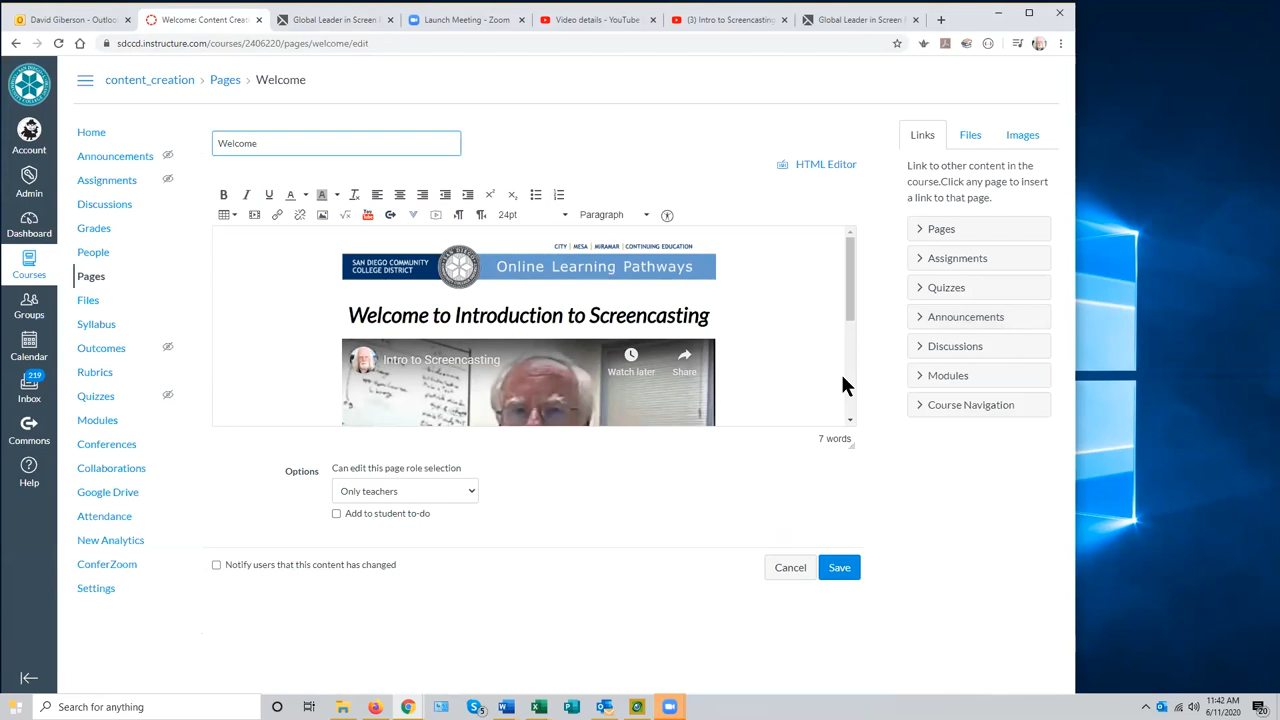 David Giberson - Outloo
Welcome: Content Creat
Global Leader in Screen
Launch Meeting - Zoom
Video details - YouTube
(3) Intro to Screencasting
Global Leader in Screen
sdccd.instructure.com/courses/2406220/pages/welcome/edit
content_creation > Pages > Welcome
Account
Admin
Dashboard
Courses
Groups
Calendar
219
Inbox
Commons
Help
Home
Announcements
Assignments
Discussions
Grades
People
Pages
Files
Syllabus
Outcomes
Rubrics
Quizzes
Modules
Conferences
Collaborations
Google Drive
Attendance
New Analytics
ConferZoom
Settings
Welcome
HTML Editor
24pt
Paragraph
CITY | MESA | MIRAMAR | CONTINUING EDUCATION
SAN DIEGO COMMUNITY
COLLEGE DISTRICT
Online Learning Pathways
Welcome to Introduction to Screencasting
Intro to Screencasting
Watch later
Share
7 words
Options
Can edit this page role selection
Only teachers
Add to student to-do
Notify users that this content has changed
Cancel
Save
Links
Files
Images
Link to other content in the
course.Click any page to insert
a link to that page.
Pages
Assignments
Quizzes
Announcements
Discussions
Modules
Course Navigation
Search for anything
11:42 AM
6/11/2020